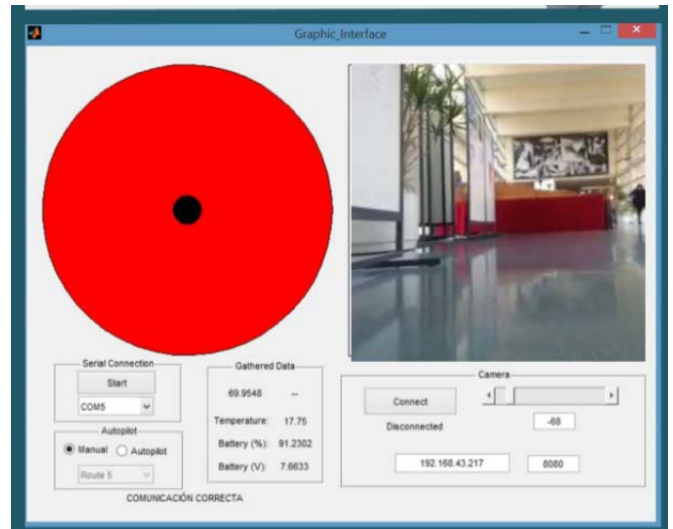 Graphic_Interface
Serial Connection
Start
COM5
Autopilot
Manual Autopilot
Route 5
COMUNICACIÓN CORRECTA
Gathered Data
69.9548 --
Temperature: 17.75
Battery (%): 91.2302
Battery (V): 7.6633
Camera
Connect
Disconnected
-68
192.168.43.217 8080